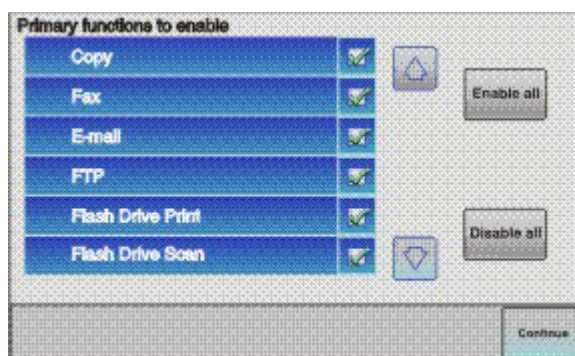 Primary functions to enable
Copy
Fax
E-mail
FTP
Flash Drive Print
Flash Drive Scan
Enable all
Disable all
Continue